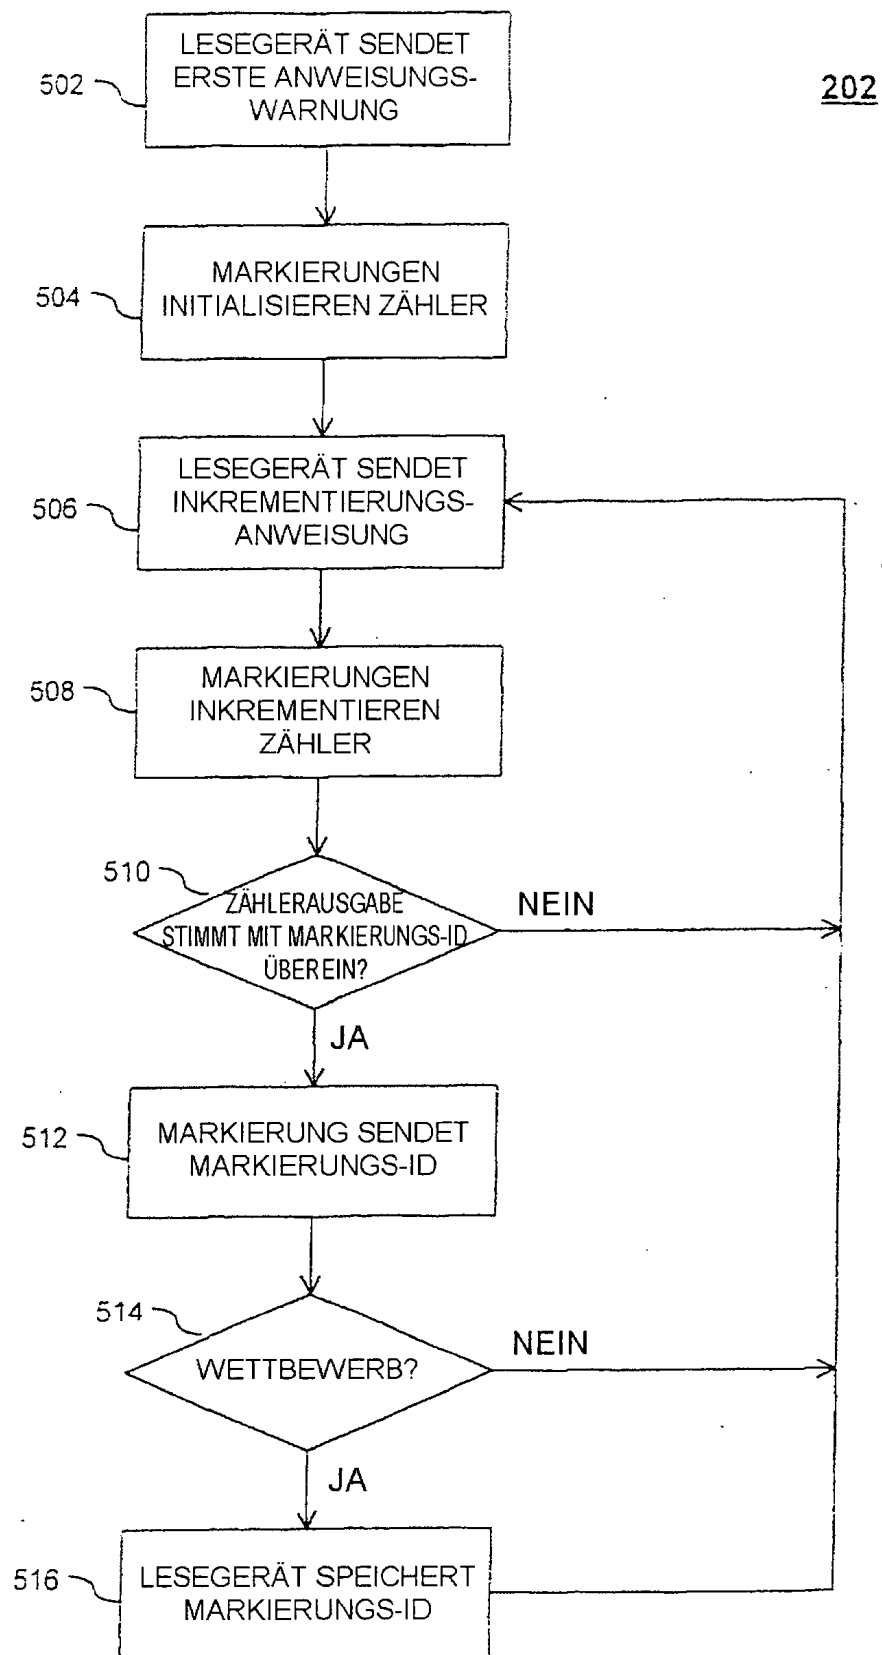 LESEGERÄT SENDET
ERSTE ANWEISUNGS-
WARNUNG
502
202
MARKIERUNGEN
INITIALISIEREN ZÄHLER
504
LESEGERÄT SENDET
INKREMENTIERUNGS-
ANWEISUNG
506
MARKIERUNGEN
INKREMENTIEREN
ZÄHLER
508
510
ZÄHLERAUSGABE
STIMMT MIT MARKIERUNGS-ID
ÜBEREIN?
NEIN
JA
MARKIERUNG SENDET
MARKIERUNGS-ID
512
514
WETTBEWERB?
NEIN
JA
LESEGERÄT SPEICHERT
MARKIERUNGS-ID
516